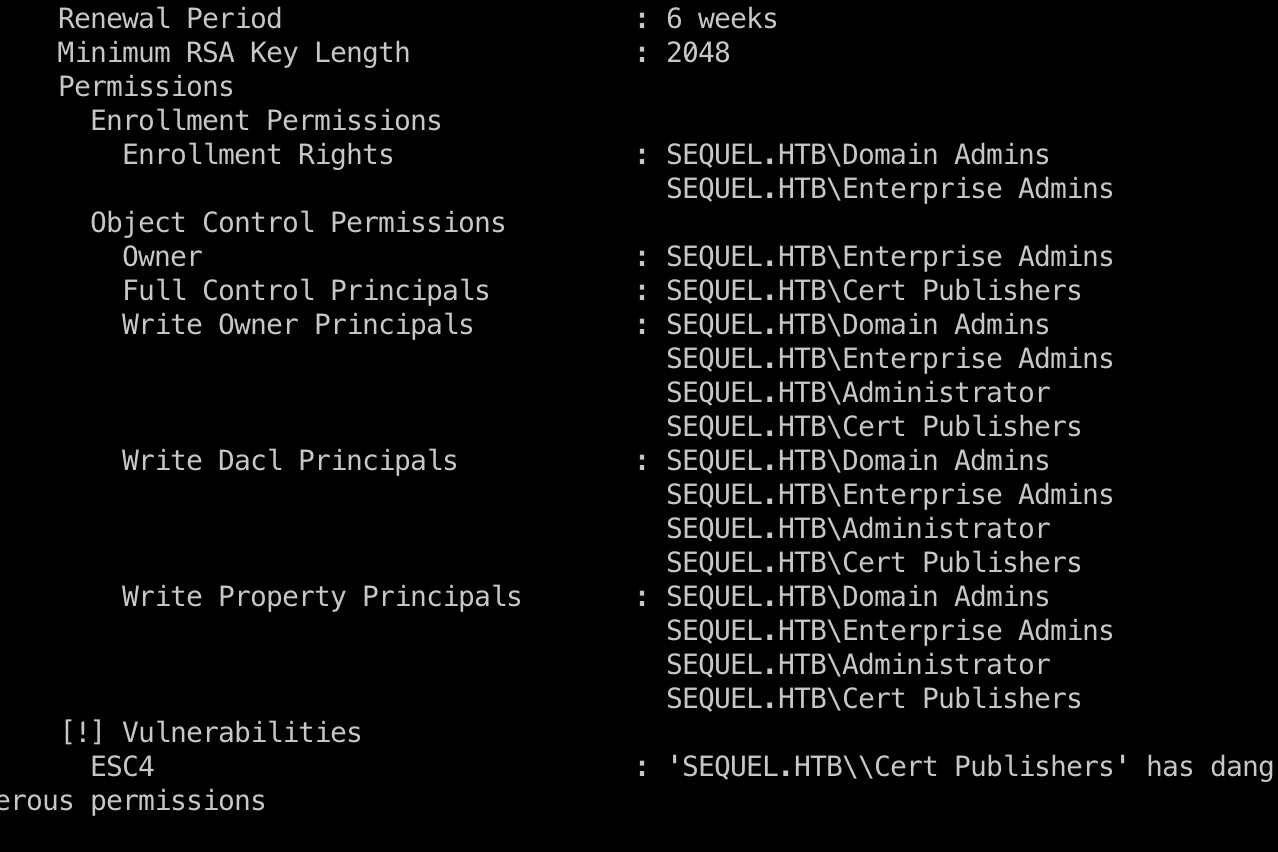 Renewal Period : 6 weeks
Minimum RSA Key Length : 2048
Permissions
Enrollment Permissions
Enrollment Rights : SEQUEL.HTB\Domain Admins
SEQUEL.HTB\Enterprise Admins
Object Control Permissions
Owner : SEQUEL.HTB\Enterprise Admins
Full Control Principals : SEQUEL.HTB\Cert Publishers
Write Owner Principals : SEQUEL.HTB\Domain Admins
SEQUEL.HTB\Enterprise Admins
SEQUEL.HTB\Administrator
SEQUEL.HTB\Cert Publishers
Write Dacl Principals : SEQUEL.HTB\Domain Admins
SEQUEL.HTB\Enterprise Admins
SEQUEL.HTB\Administrator
SEQUEL.HTB\Cert Publishers
Write Property Principals : SEQUEL.HTB\Domain Admins
SEQUEL.HTB\Enterprise Admins
SEQUEL.HTB\Administrator
SEQUEL.HTB\Cert Publishers
[!] Vulnerabilities
ESC4 : 'SEQUEL.HTB\\Cert Publishers' has dang
erous permissions